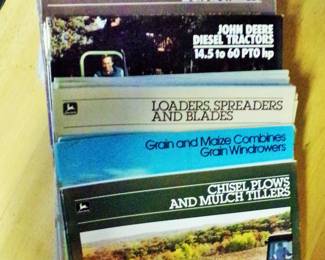 JOHN DEERE
DIESEL TRACTORS
14.5 to 60 PTO hp
LOADERS, SPREADERS
AND BLADES
Grain and Maize Combines
Grain Windrowers
CHISEL PLOWS
AND MULCH TILLERS